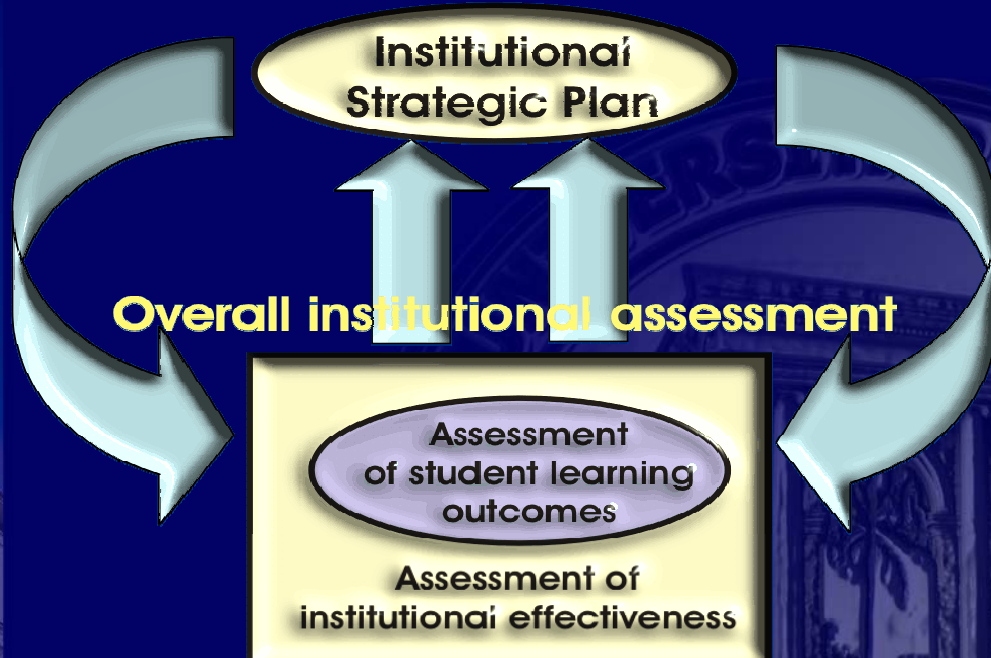 Institutional
Strategic Plan
Overall institutional assessment
Assessment
of student learning
outcomes
Assessment of
institutional effectiveness